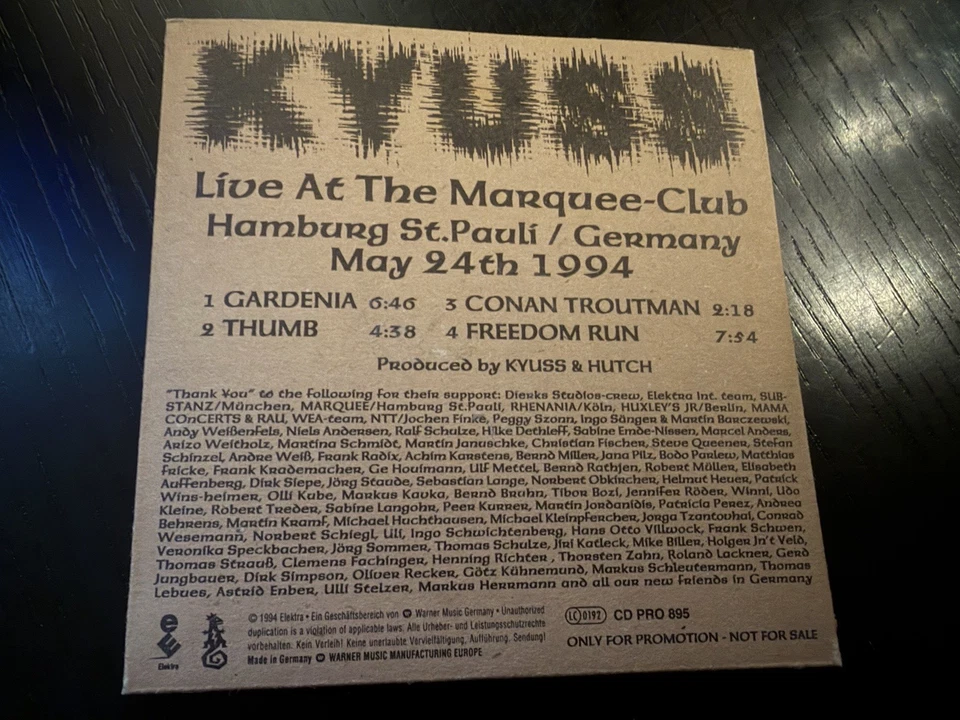 KYUSS
Live At The Marquee-Club
Hamburg St.Pauli / Germany
May 24th 1994
1 GARDENIA 6:46 3 CONAN TROUTMAN 2:18
2 THUMB 4:38 4 FREEDOM RUN 7:54
Produced by KYUSS & HUTCH
"Thank You" to the Following For their support: Dierks Studios-crew, Elektra Int. team, SUB-
STANZ/München, MARQUEE/Hamburg St.Pauli, RHENANIA/Köln, HUXLEY'S JR/Berlin, MAMA
COnCERTS & RAU, WEA-team, NTT/Jochen Finke, Peggy Szonn, Ingo Sänger & Martin Barczewski,
Andy Weißenfels, Niels Andersen, Ralf Schulze, Hilke Dethleff, Sabine Emde-Nissen, Marcel Anders,
Arizo Weitholz, Martina Schmidt, Martin Januschke, Christian Fischer, Steve Queener, Stefan
Schinzel, Andre Weiß, Frank Radix, Achim Karstens, Bernd Miller, Jana Pilz, Bodo Parlew, Matthias
Fricke, Frank Krademacher, Ge Houimann, Ulf Mettel, Bernd Rathjen, Robert Müller, Elisabeth
Auffenberg, Dirk Siepe, Jörg Staude, Sebastian Lange, Norbert Obkircher, Helmut Heuer, Patrick
Wins-heimer, Olli Kube, Markus Kavka, Bernd Bruhn, Tibor Bozi, Jennifer Röder, Winni, Udo
Kleine, Robert Treder, Sabine Langohr, Peer Kurrer, Martin Jordanidis, Patricia Perez, Andrea
Behrens, Martin Kramf, Michael Huchthausen, Michael Kleinpfercher, Jorga Tzantovhai, Conrad
Wesemann, Norbert Schiegl, Uli, Ingo Schwichtenberg, Hans Otto Villwock, Frank Schwen,
Veronika Speckbacher, Jörg Sommer, Thomas Schulze, Jiri Katleck, Mike Biller, Holger In't Veld,
Thomas Strauß, Clemens Fachinger, Henning Richter , Thorsten Zahn, Roland Lackner, Gerd
Jungbauer, Dirk Simpson, Oliver Recker, Götz Kühnemund, Markus Schleutermann, Thomas
Lebues, Astrid Enber, Ulli Stelzer, Markus Herrmann and all our new friends in Germany
© 1994 Elektra • Ein Geschäftsbereich von Warner Music Germany • Unauthorized
duplication is a violation of applicable laws. Alle Urheber- und Leistungsschutzrechte
vorbehalten. Kein Verleih! Keine unerlaubte Vervielfältigung, Aufführung, Sendung!
Made in Germany WARNER MUSIC MANUFACTURING EUROPE
LC 0192 CD PRO 895
ONLY FOR PROMOTION - NOT FOR SALE
Elektra